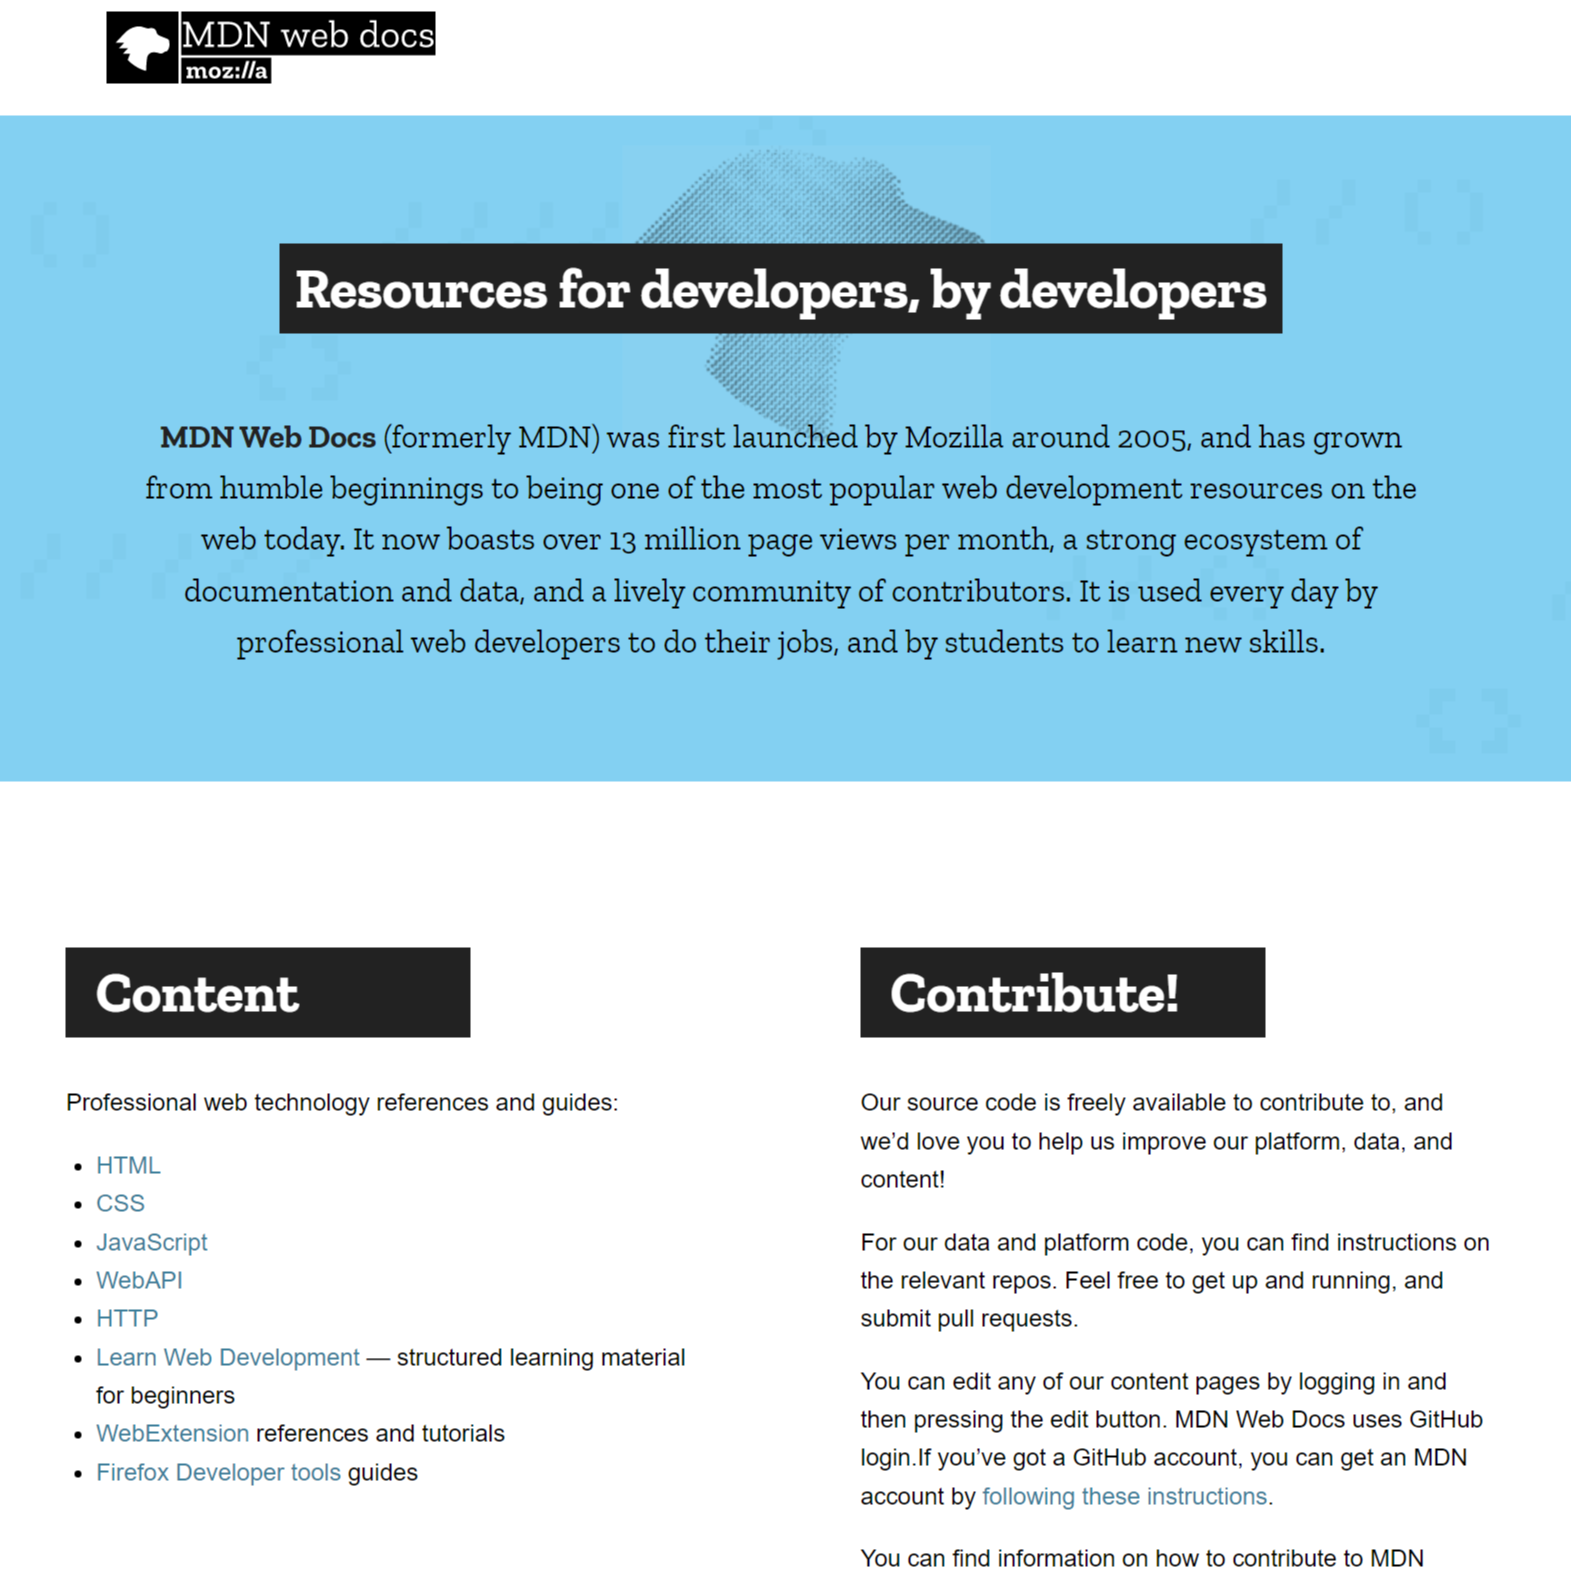 MDN web docs
moz://a
Resources for developers, by developers
MDN Web Docs (formerly MDN) was first launched by Mozilla around 2005, and has grown
from humble beginnings to being one of the most popular web development resources on the
web today. It now boasts over 13 million page views per month, a strong ecosystem of
documentation and data, and a lively community of contributors. It is used every day by
professional web developers to do their jobs, and by students to learn new skills.
Content
Professional web technology references and guides:
• HTML
• CSS
• JavaScript
• WebAPI
• HTTP
• Learn Web Development — structured learning material
for beginners
• WebExtension references and tutorials
• Firefox Developer tools guides
Contribute!
Our source code is freely available to contribute to, and
we’d love you to help us improve our platform, data, and
content!
For our data and platform code, you can find instructions on
the relevant repos. Feel free to get up and running, and
submit pull requests.
You can edit any of our content pages by logging in and
then pressing the edit button. MDN Web Docs uses GitHub
login.If you’ve got a GitHub account, you can get an MDN
account by following these instructions.
You can find information on how to contribute to MDN